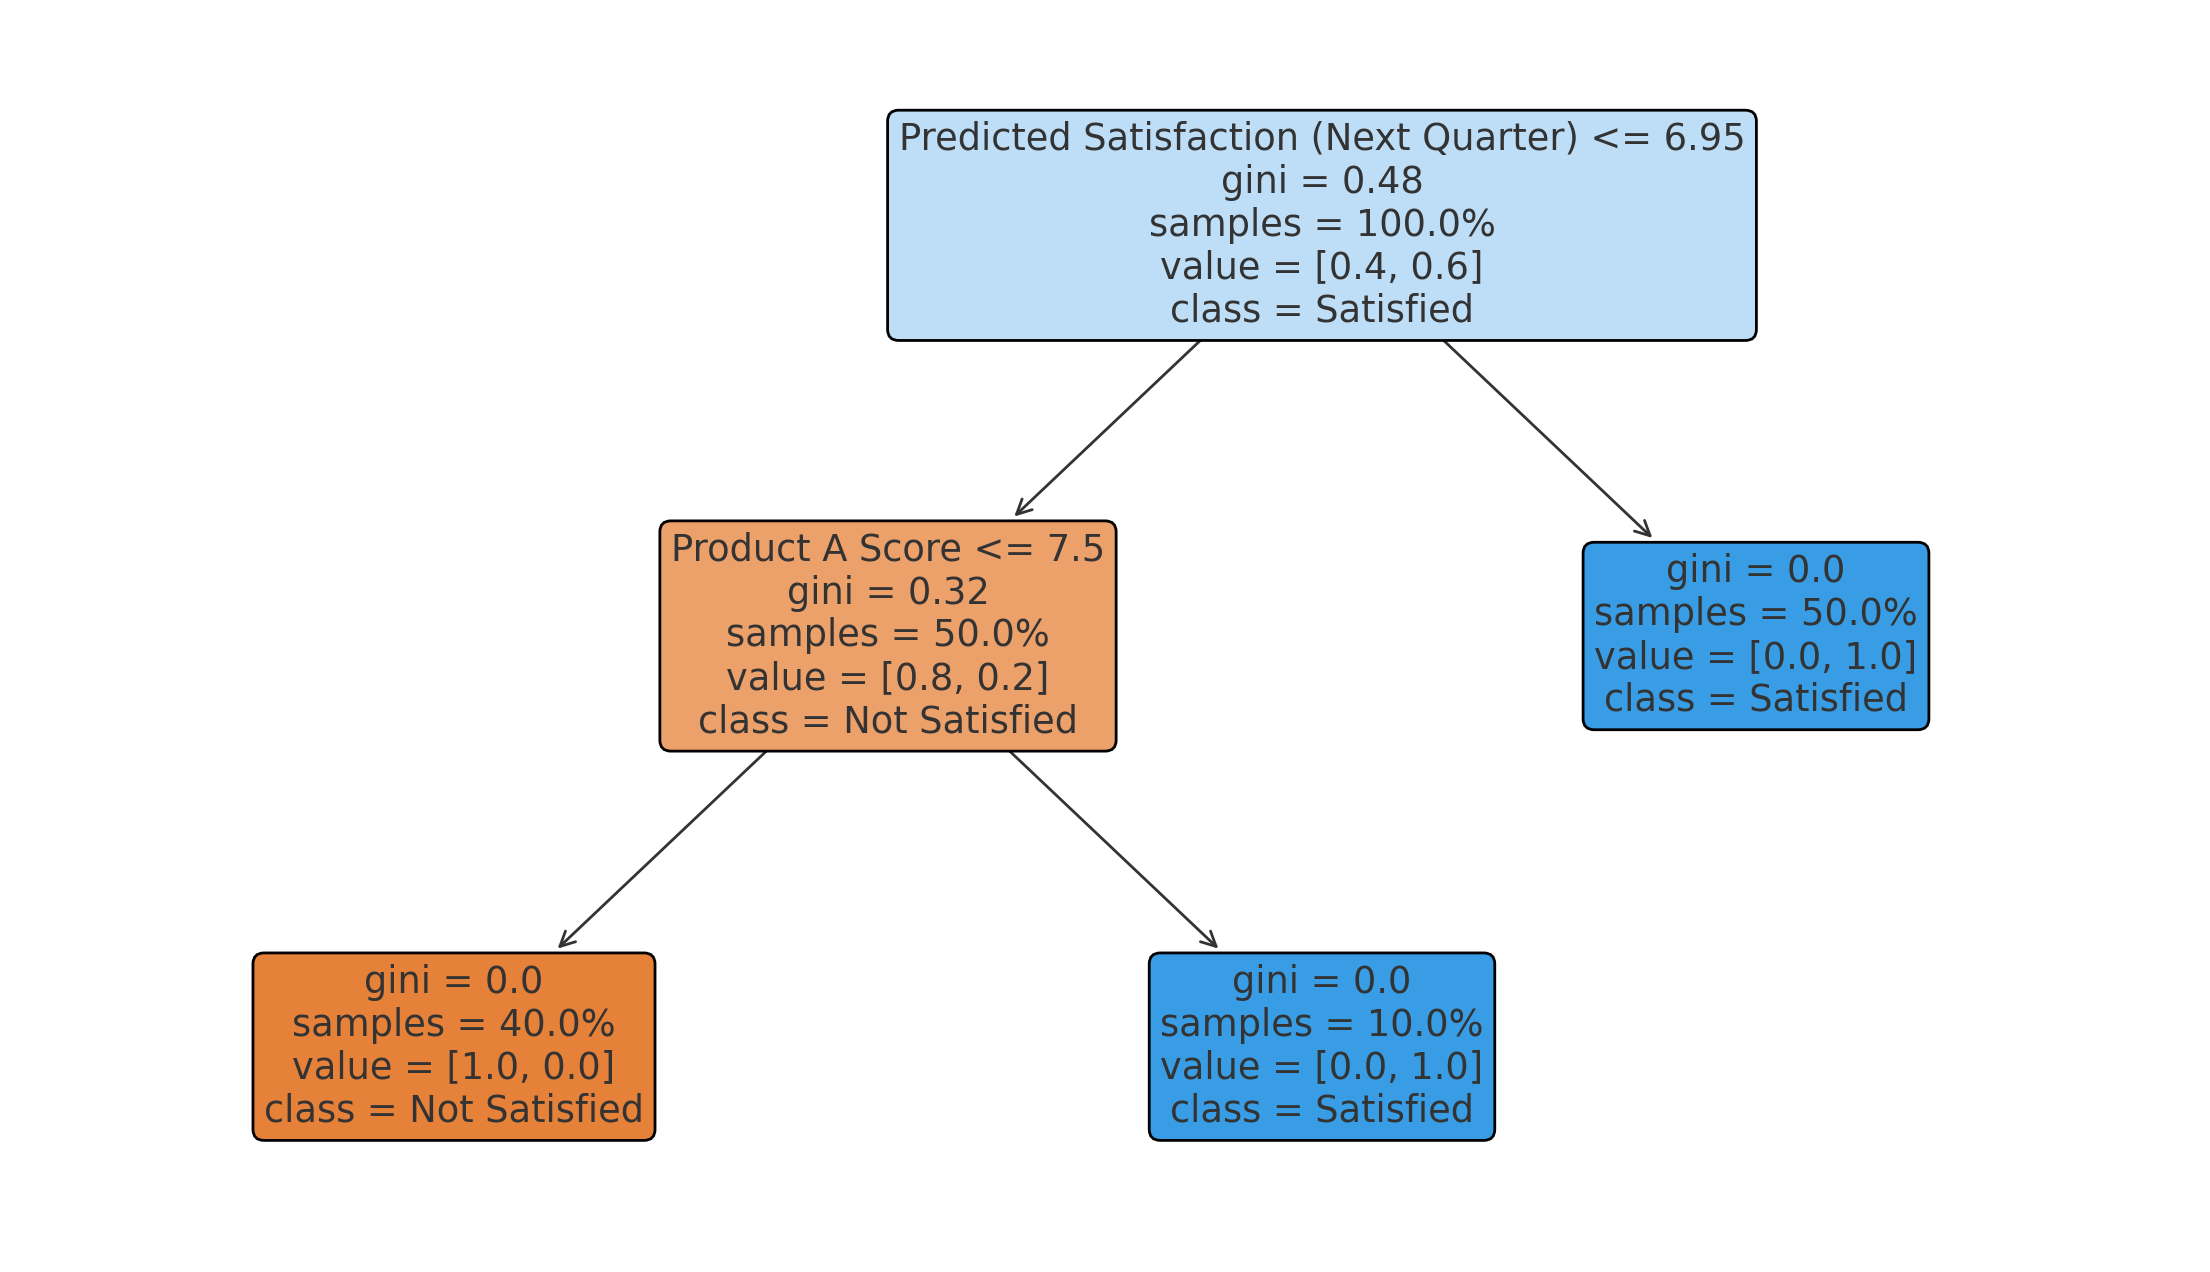 Predicted Satisfaction (Next Quarter) <= 6.95
gini = 0.48
samples = 100.0%
value = [0.4, 0.6]
class = Satisfied
Product A Score <= 7.5
gini = 0.32
samples = 50.0%
value = [0.8, 0.2]
class = Not Satisfied
gini = 0.0
samples = 50.0%
value = [0.0, 1.0]
class = Satisfied
gini = 0.0
samples = 40.0%
value = [1.0, 0.0]
class = Not Satisfied
gini = 0.0
samples = 10.0%
value = [0.0, 1.0]
class = Satisfied